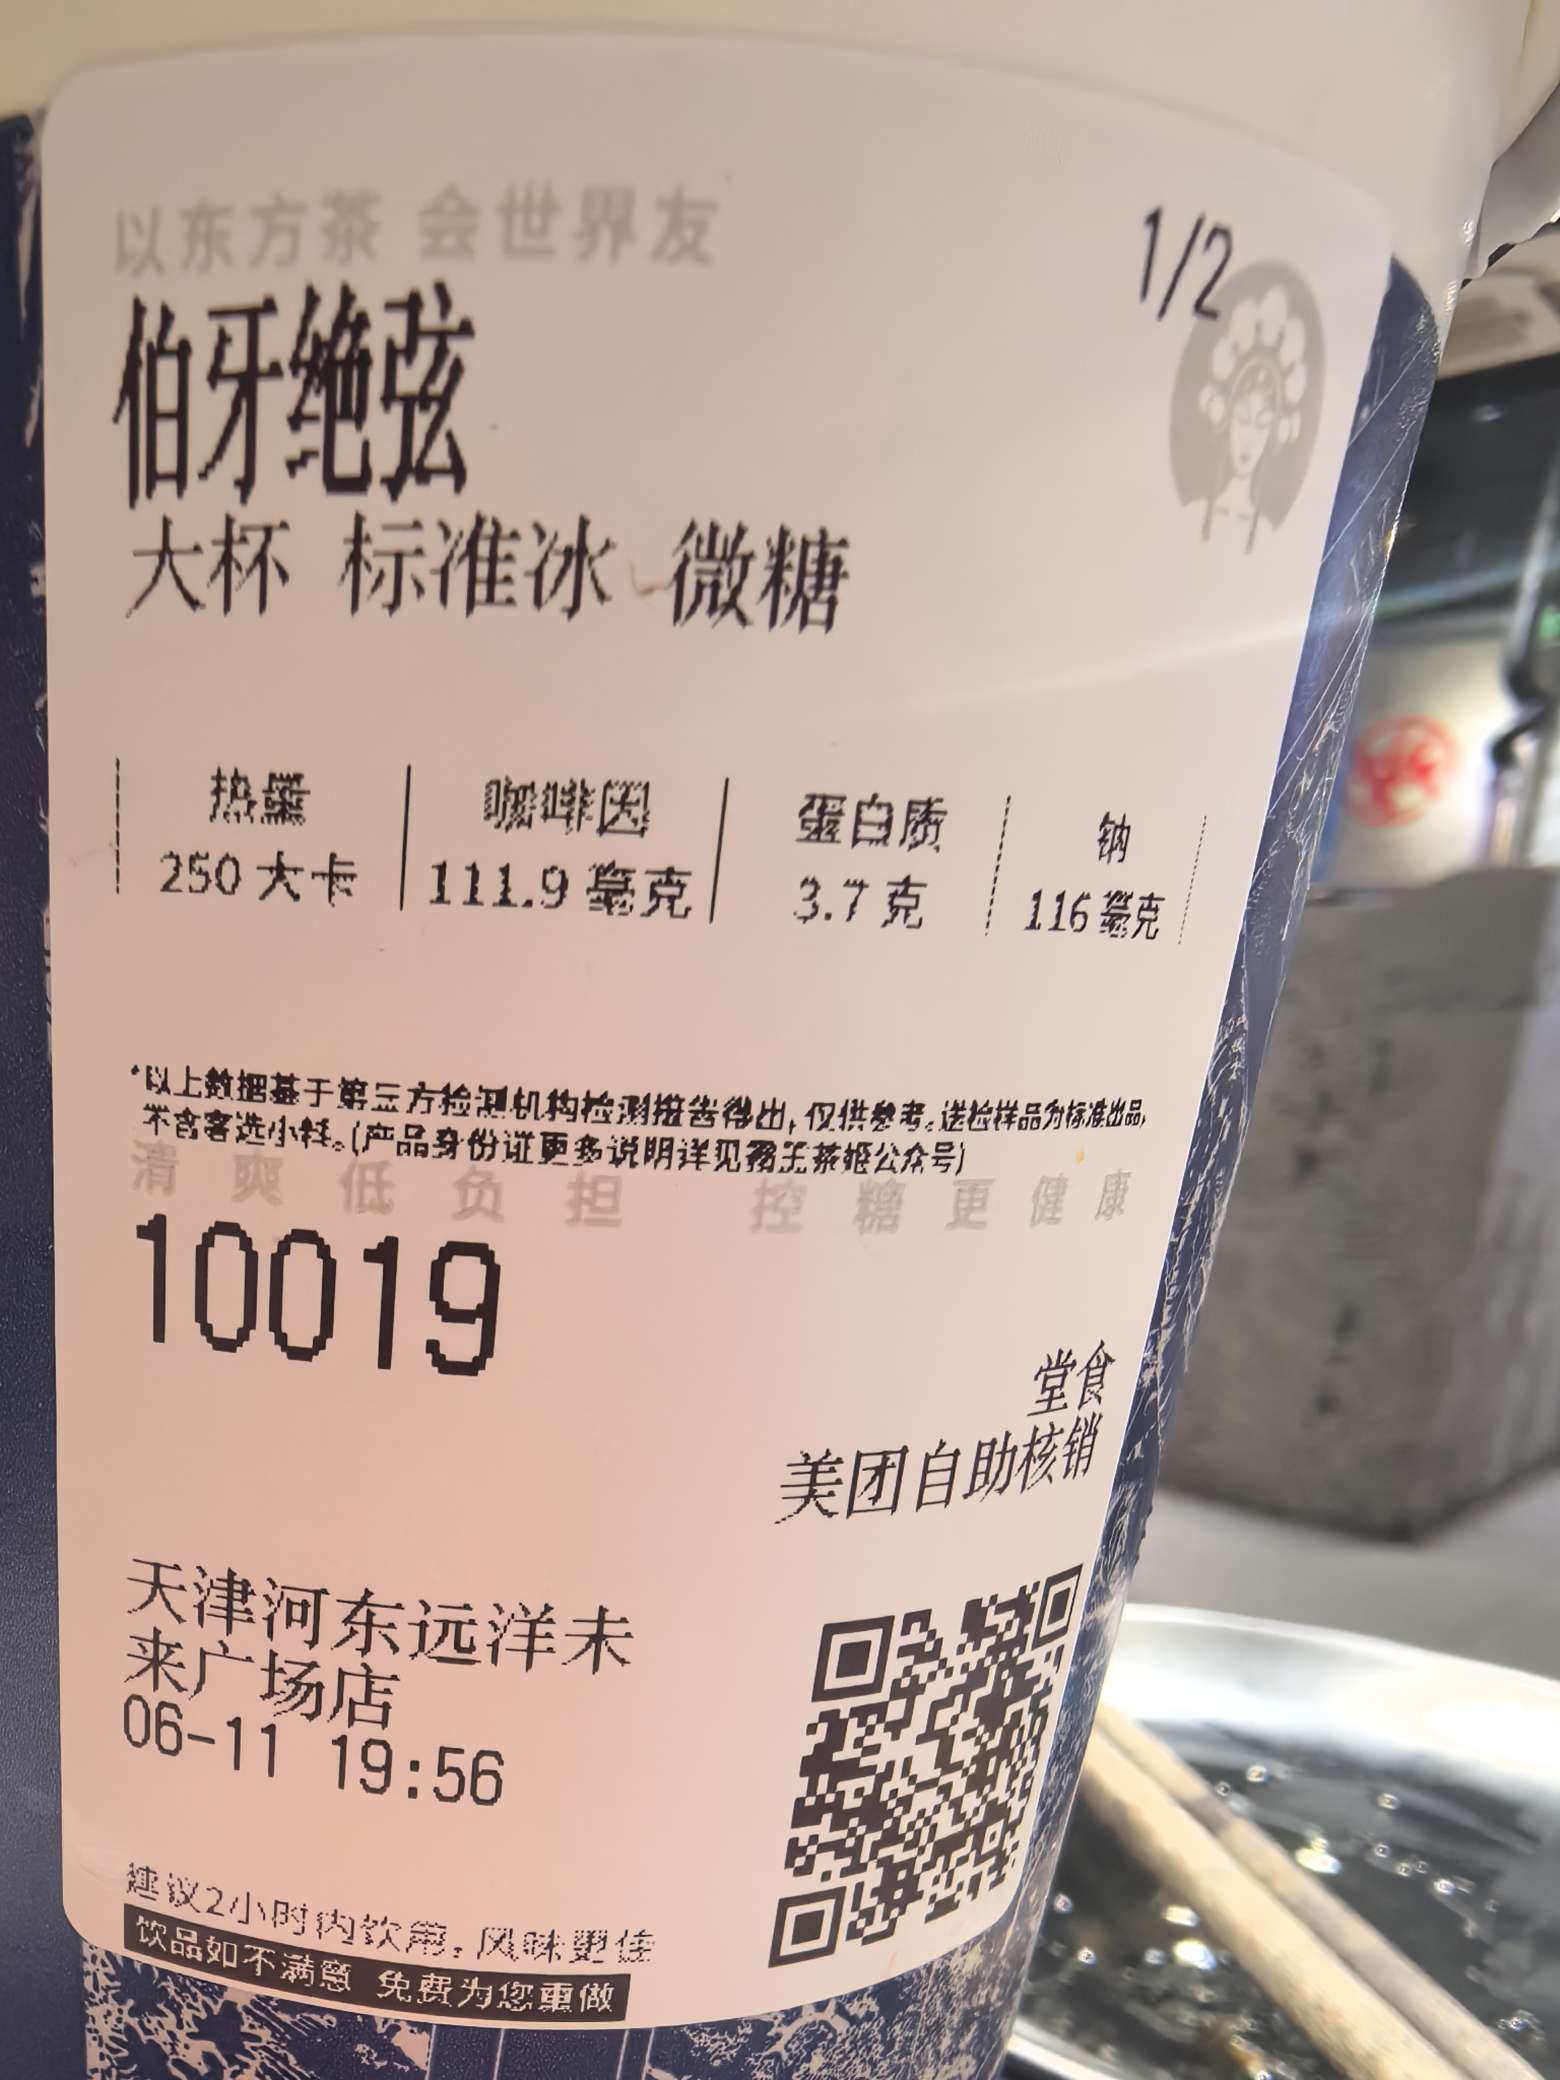 以东方茶 会世界友
1/2
伯牙绝弦
大杯 标准冰 微糖
热量 咖啡因 蛋白质 钠
250大卡 111.9毫克 3.7克 116毫克
*以上数据基于第三方检测机构检测报告得出,仅供参考。送检样品为标准出品,
不含客选小料。(产品身份证更多说明详见霸王茶姬公众号)
清爽低负担 控糖更健康
10019
堂食
美团自助核销
天津河东远洋未
来广场店
06-11 19:56
建议2小时内饮用,风味更佳
饮品如不满意 免费为您重做